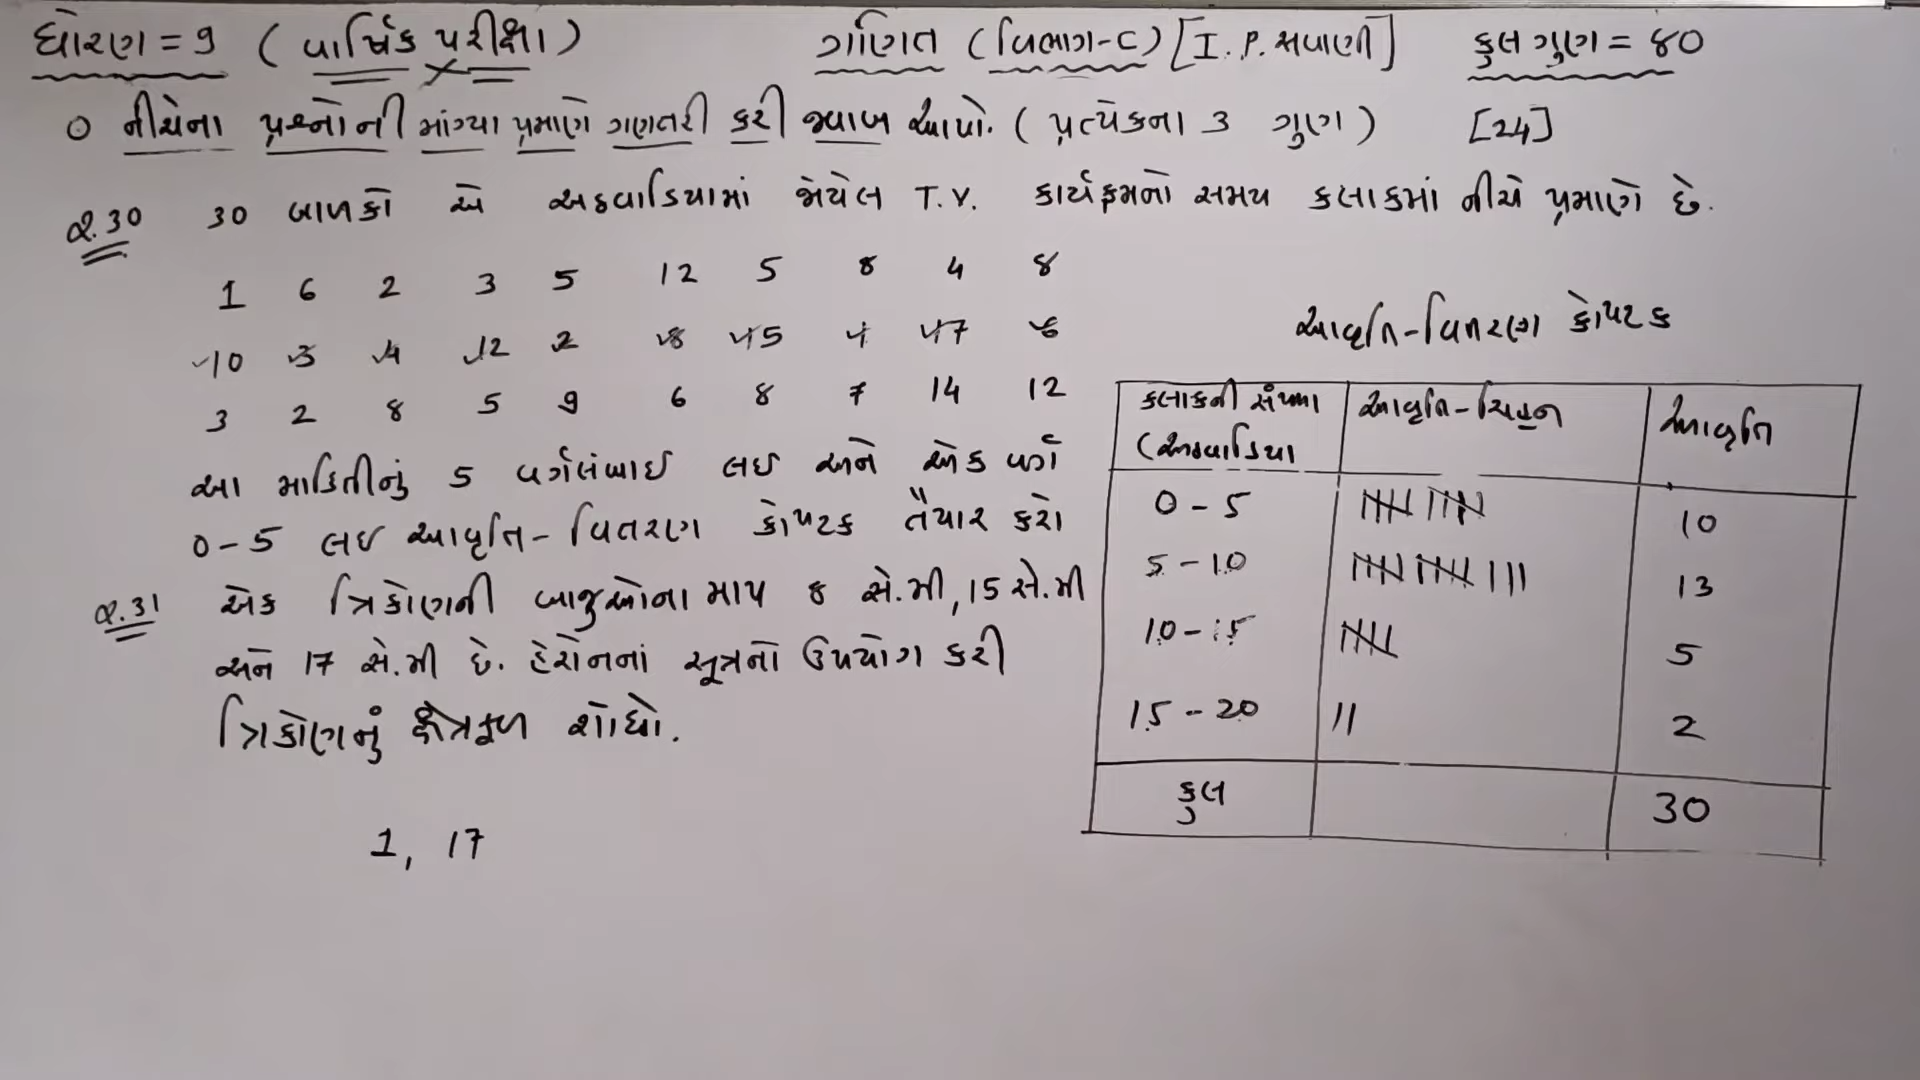 ધોરણ = 9 ( વાર્ષિક પરીક્ષા ) ગણિત (વિભાગ-C) [I. P. સવાણી] કુલ ગુણ = 80
0 નીચેના પ્રશ્નોની માંગ્યા પ્રમાણે ગણતરી કરી જવાબ આપો. ( પ્રત્યેકના 3 ગુણ ) [24]
Q.30 30 બાળકો એ અઠવાડિયામાં જોયેલ T.V. કાર્યક્રમનો સમય કલાકમાં નીચે પ્રમાણે છે.
1 6 2 3 5 12 5 8 4 8
10 3 4 12 2 8 15 1 17 6
3 2 8 5 9 6 8 7 14 12
આ માહિતીનું 5 વર્ગલંબાઈ લઇ અને એક વર્ગ
0-5 લઇ આવૃતિ-વિતરણ કોષ્ટક તૈયાર કરો
Q.31 એક ત્રિકોણની બાજુઓના માપ 8 સે.મી, 15 સે.મી
અને 17 સે.મી છે. હેરોનનાં સૂત્રનો ઉપયોગ કરી
ત્રિકોણનું ક્ષેત્રફળ શોધો.
1, 17
આવૃતિ-વિતરણ કોષ્ટક
કલાકની સંખ્યા આવૃતિ-ચિહ્ન આવૃતિ
(અઠવાડિયા
0-5 10
5-10 13
10-15 5
15-20 || 2
કુલ 30